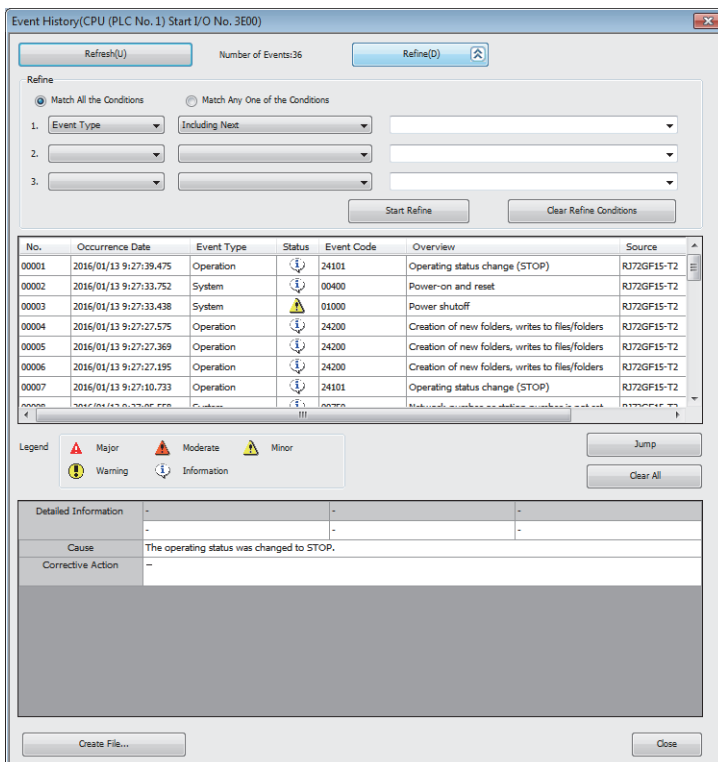 Event History(CPU (PLC No. 1) Start I/O No. 3E00)
Refresh(U) Number of Events:36 Refine(D)
Refine
Match All the Conditions Match Any One of the Conditions
1. Event Type Including Next
2.
3.
Start Refine Clear Refine Conditions
No. Occurrence Date Event Type Status Event Code Overview Source
00001 2016/01/13 9:27:39.475 Operation 24101 Operating status change (STOP) RJ72GF15-T2
00002 2016/01/13 9:27:33.752 System 00400 Power-on and reset RJ72GF15-T2
00003 2016/01/13 9:27:33.438 System 01000 Power shutoff RJ72GF15-T2
00004 2016/01/13 9:27:27.575 Operation 24200 Creation of new folders, writes to files/folders RJ72GF15-T2
00005 2016/01/13 9:27:27.369 Operation 24200 Creation of new folders, writes to files/folders RJ72GF15-T2
00006 2016/01/13 9:27:27.195 Operation 24200 Creation of new folders, writes to files/folders RJ72GF15-T2
00007 2016/01/13 9:27:10.733 Operation 24101 Operating status change (STOP) RJ72GF15-T2
Legend Major Moderate Minor Jump
Warning Information Clear All
Detailed Information - - -
- - -
Cause The operating status was changed to STOP.
Corrective Action –
Create File... Close